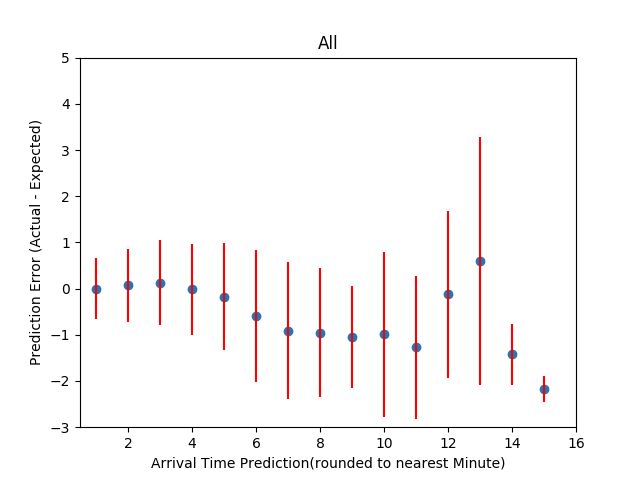 All
Prediction Error (Actual - Expected)
5
4
3
2
1
0
−1
−2
−3
2 4 6 8 10 12 14 16
Arrival Time Prediction(rounded to nearest Minute)